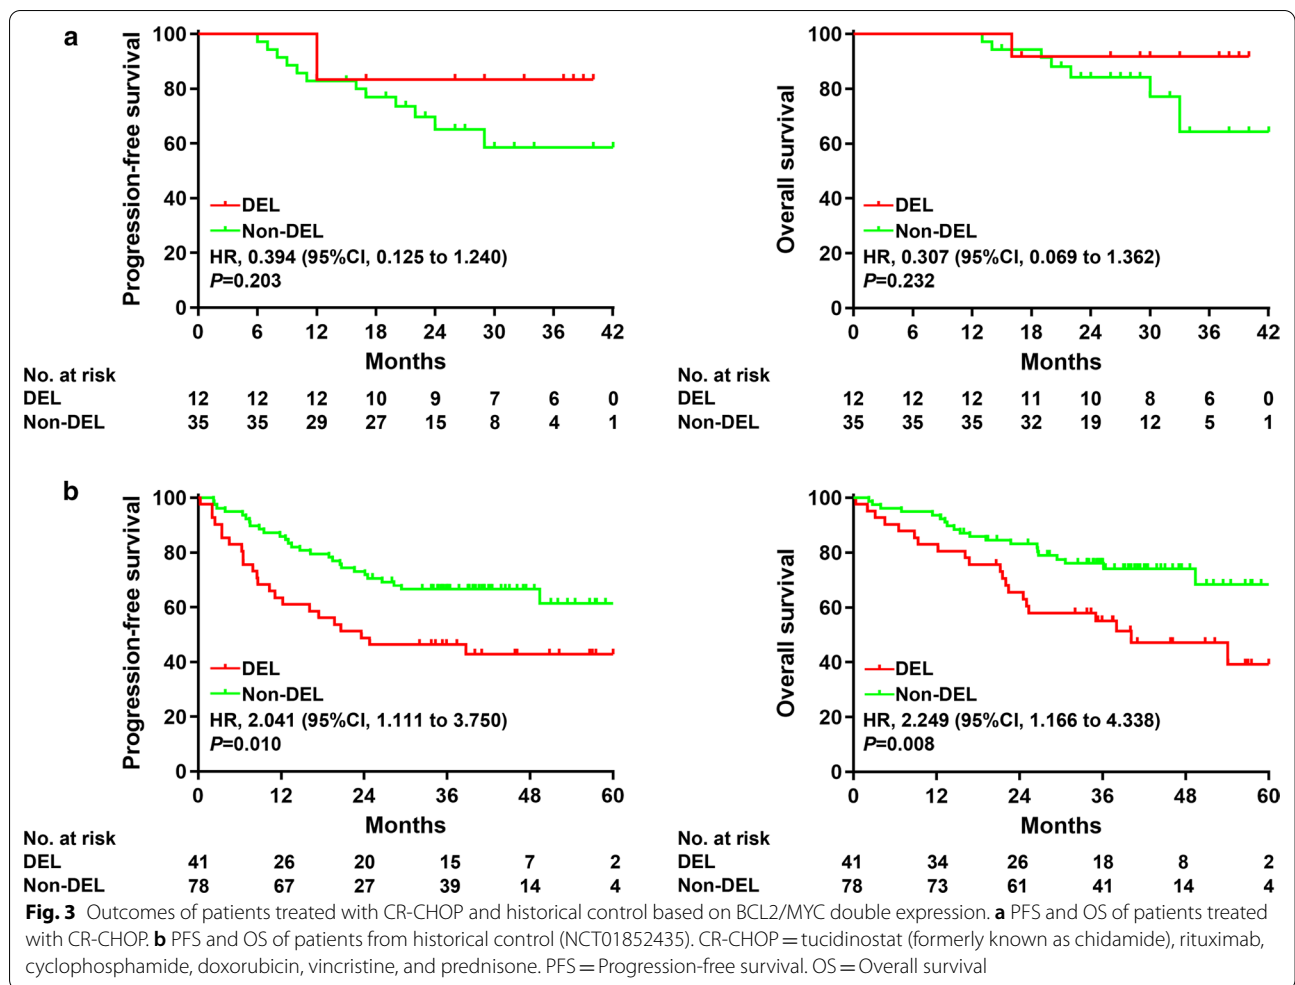 a
Progression-free survival
100
80
60
40
20
0
DEL
Non-DEL
HR, 0.394 (95%CI, 0.125 to 1.240)
P=0.203
0 6 12 18 24 30 36 42
Months
No. at risk
DEL 12 12 12 10 9 7 6 0
Non-DEL 35 35 29 27 15 8 4 1
Overall survival
100
80
60
40
20
0
DEL
Non-DEL
HR, 0.307 (95%CI, 0.069 to 1.362)
P=0.232
0 6 12 18 24 30 36 42
Months
No. at risk
DEL 12 12 12 11 10 8 6 0
Non-DEL 35 35 35 32 19 12 5 1
b
Progression-free survival
100
80
60
40
20
0
DEL
Non-DEL
HR, 2.041 (95%CI, 1.111 to 3.750)
P=0.010
0 12 24 36 48 60
Months
No. at risk
DEL 41 26 20 15 7 2
Non-DEL 78 67 27 39 14 4
Overall survival
100
80
60
40
20
0
DEL
Non-DEL
HR, 2.249 (95%CI, 1.166 to 4.338)
P=0.008
0 12 24 36 48 60
Months
No. at risk
DEL 41 34 26 18 8 2
Non-DEL 78 73 61 41 14 4
Fig. 3 Outcomes of patients treated with CR-CHOP and historical control based on BCL2/MYC double expression. a PFS and OS of patients treated
with CR-CHOP. b PFS and OS of patients from historical control (NCT01852435). CR-CHOP = tucidinostat (formerly known as chidamide), rituximab,
cyclophosphamide, doxorubicin, vincristine, and prednisone. PFS = Progression-free survival. OS = Overall survival